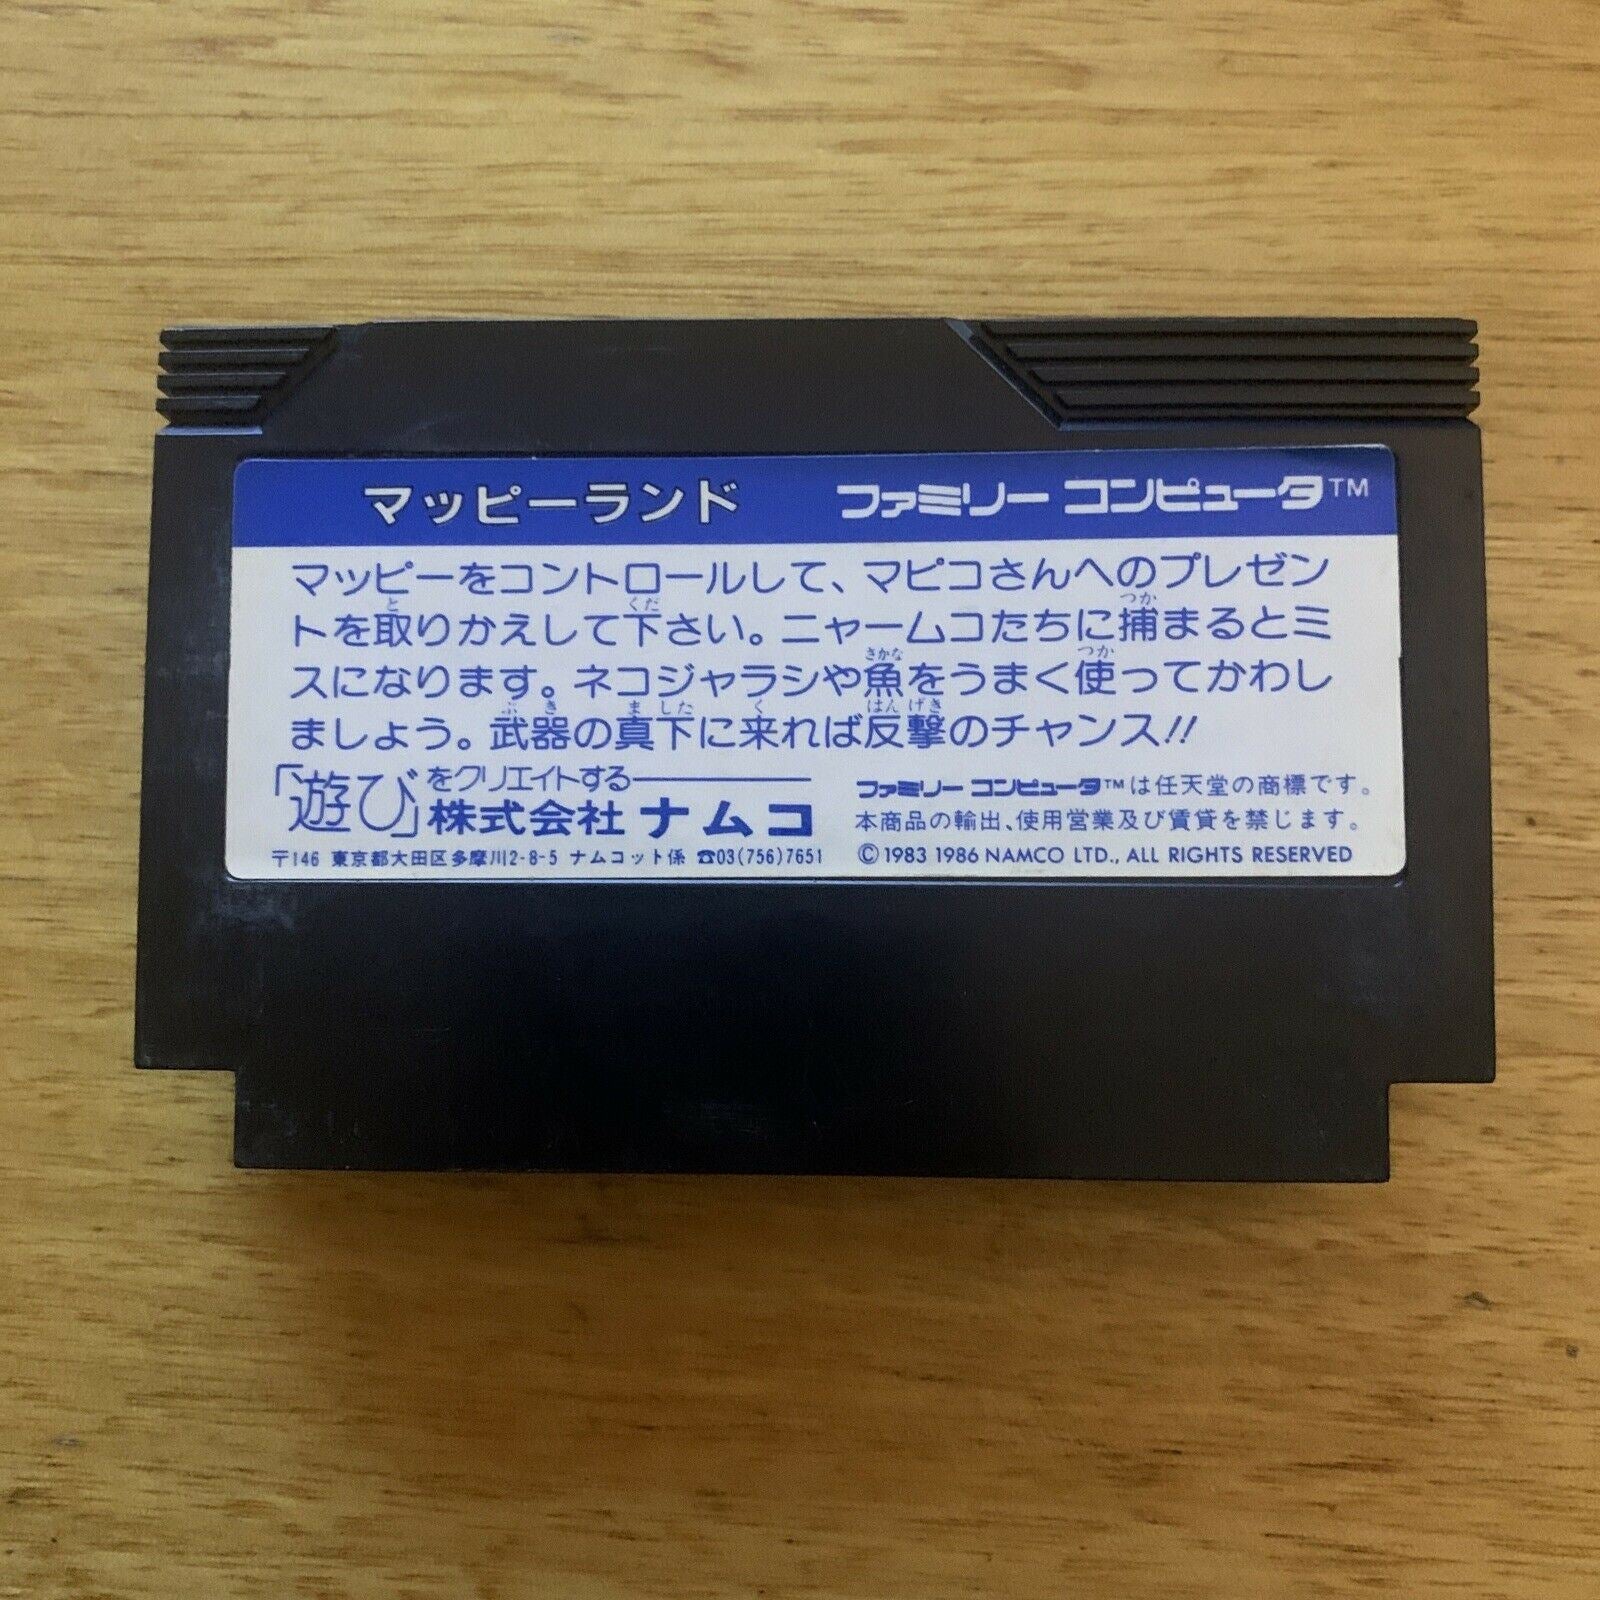 マッピーランド ファミリー コンピュータ™
マッピーをコントロールして、マピコさんへのプレゼン
トを取りかえして下さい。ニャームコたちに捕まるとミ
スになります。ネコジャラシや魚をうまく使ってかわし
ましょう。武器の真下に来れば反撃のチャンス!!
「遊び」をクリエイトする
株式会社 ナムコ
〒146 東京都大田区多摩川2-8-5 ナムコット係 ☎03(756)7651
ファミリー コンピュータ™は任天堂の商標です。
本商品の輸出、使用営業及び賃貸を禁じます。
©1983 1986 NAMCO LTD., ALL RIGHTS RESERVED